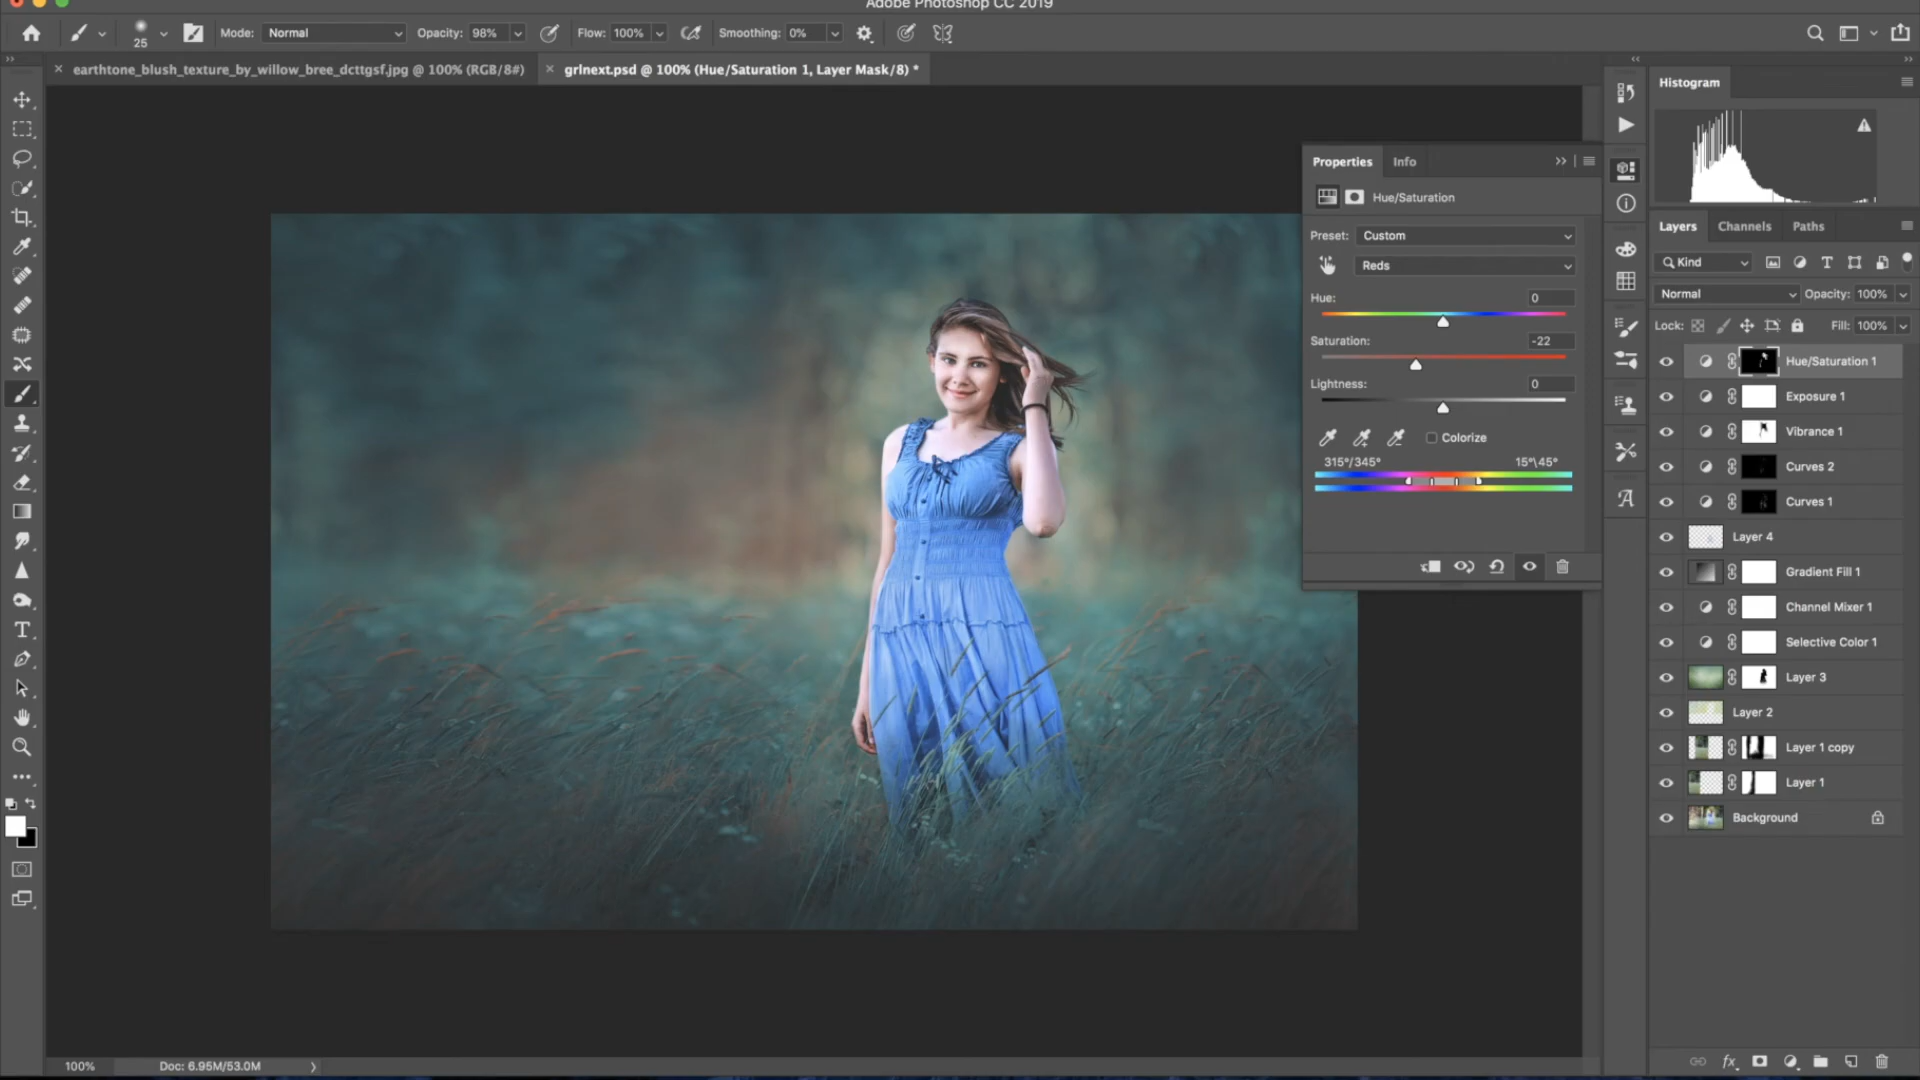 Adobe Photoshop CC 2019
25
Mode: Normal
Opacity: 98%
Flow: 100%
Smoothing: 0%
earthtone_blush_texture_by_willow_bree_dcttgsf.jpg @ 100% (RGB/8#)
grlnext.psd @ 100% (Hue/Saturation 1, Layer Mask/8) *
Properties
Info
Hue/Saturation
Preset: Custom
Reds
Hue: 0
Saturation: -22
Lightness: 0
Colorize
315°/345° 15°\45°
Histogram
Layers Channels Paths
Kind
Normal Opacity: 100%
Lock: Fill: 100%
Hue/Saturation 1
Exposure 1
Vibrance 1
Curves 2
Curves 1
Layer 4
Gradient Fill 1
Channel Mixer 1
Selective Color 1
Layer 3
Layer 2
Layer 1 copy
Layer 1
Background
100% Doc: 6.95M/53.0M